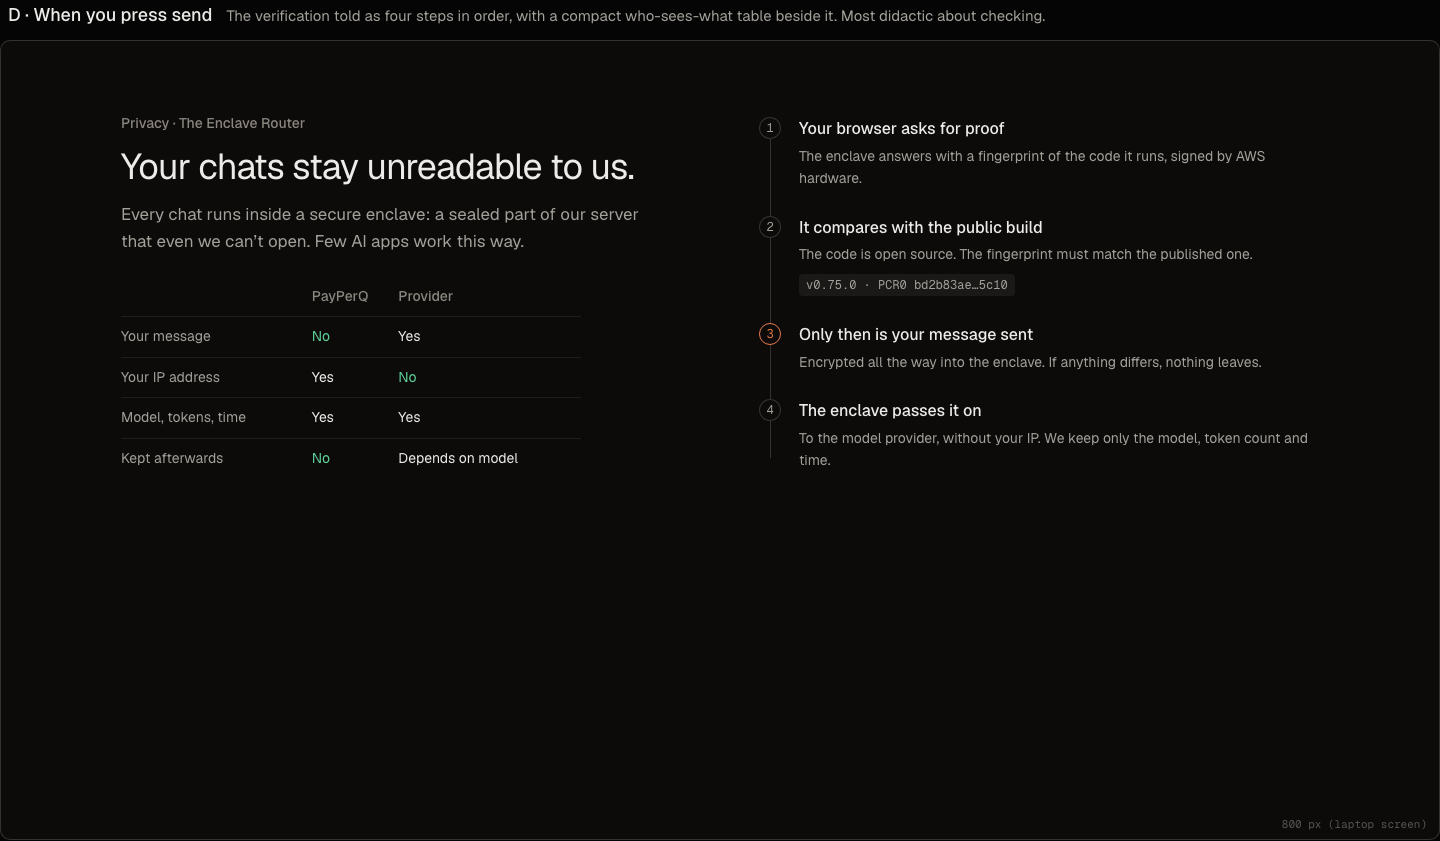 D · When you press send The verification told as four steps in order, with a compact who-sees-what table beside it. Most didactic about checking.
Privacy · The Enclave Router
Your chats stay unreadable to us.
Every chat runs inside a secure enclave: a sealed part of our server
that even we can’t open. Few AI apps work this way.
PayPerQ Provider
Your message No Yes
Your IP address Yes No
Model, tokens, time Yes Yes
Kept afterwards No Depends on model
1 Your browser asks for proof
The enclave answers with a fingerprint of the code it runs, signed by AWS
hardware.
2 It compares with the public build
The code is open source. The fingerprint must match the published one.
v0.75.0 · PCR0 bd2b83ae…5c10
3 Only then is your message sent
Encrypted all the way into the enclave. If anything differs, nothing leaves.
4 The enclave passes it on
To the model provider, without your IP. We keep only the model, token count and
time.
800 px (laptop screen)